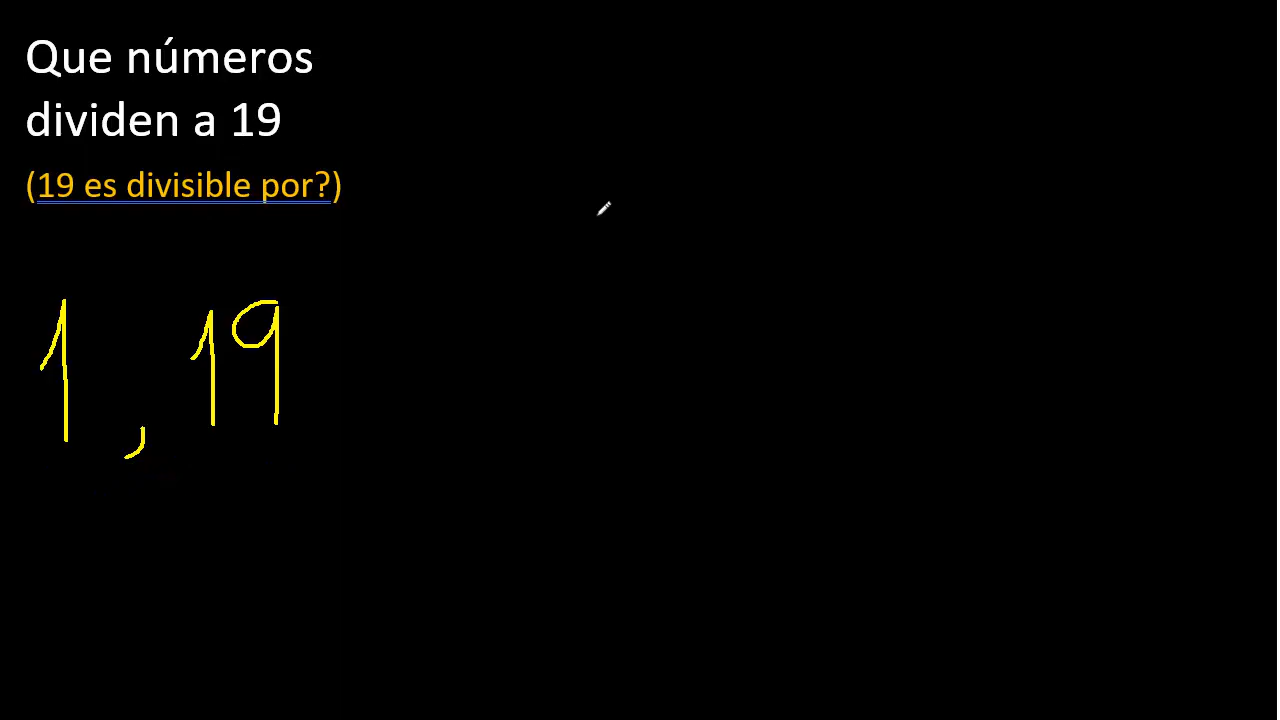 Que números
dividen a 19
(19 es divisible por?)
1 , 19